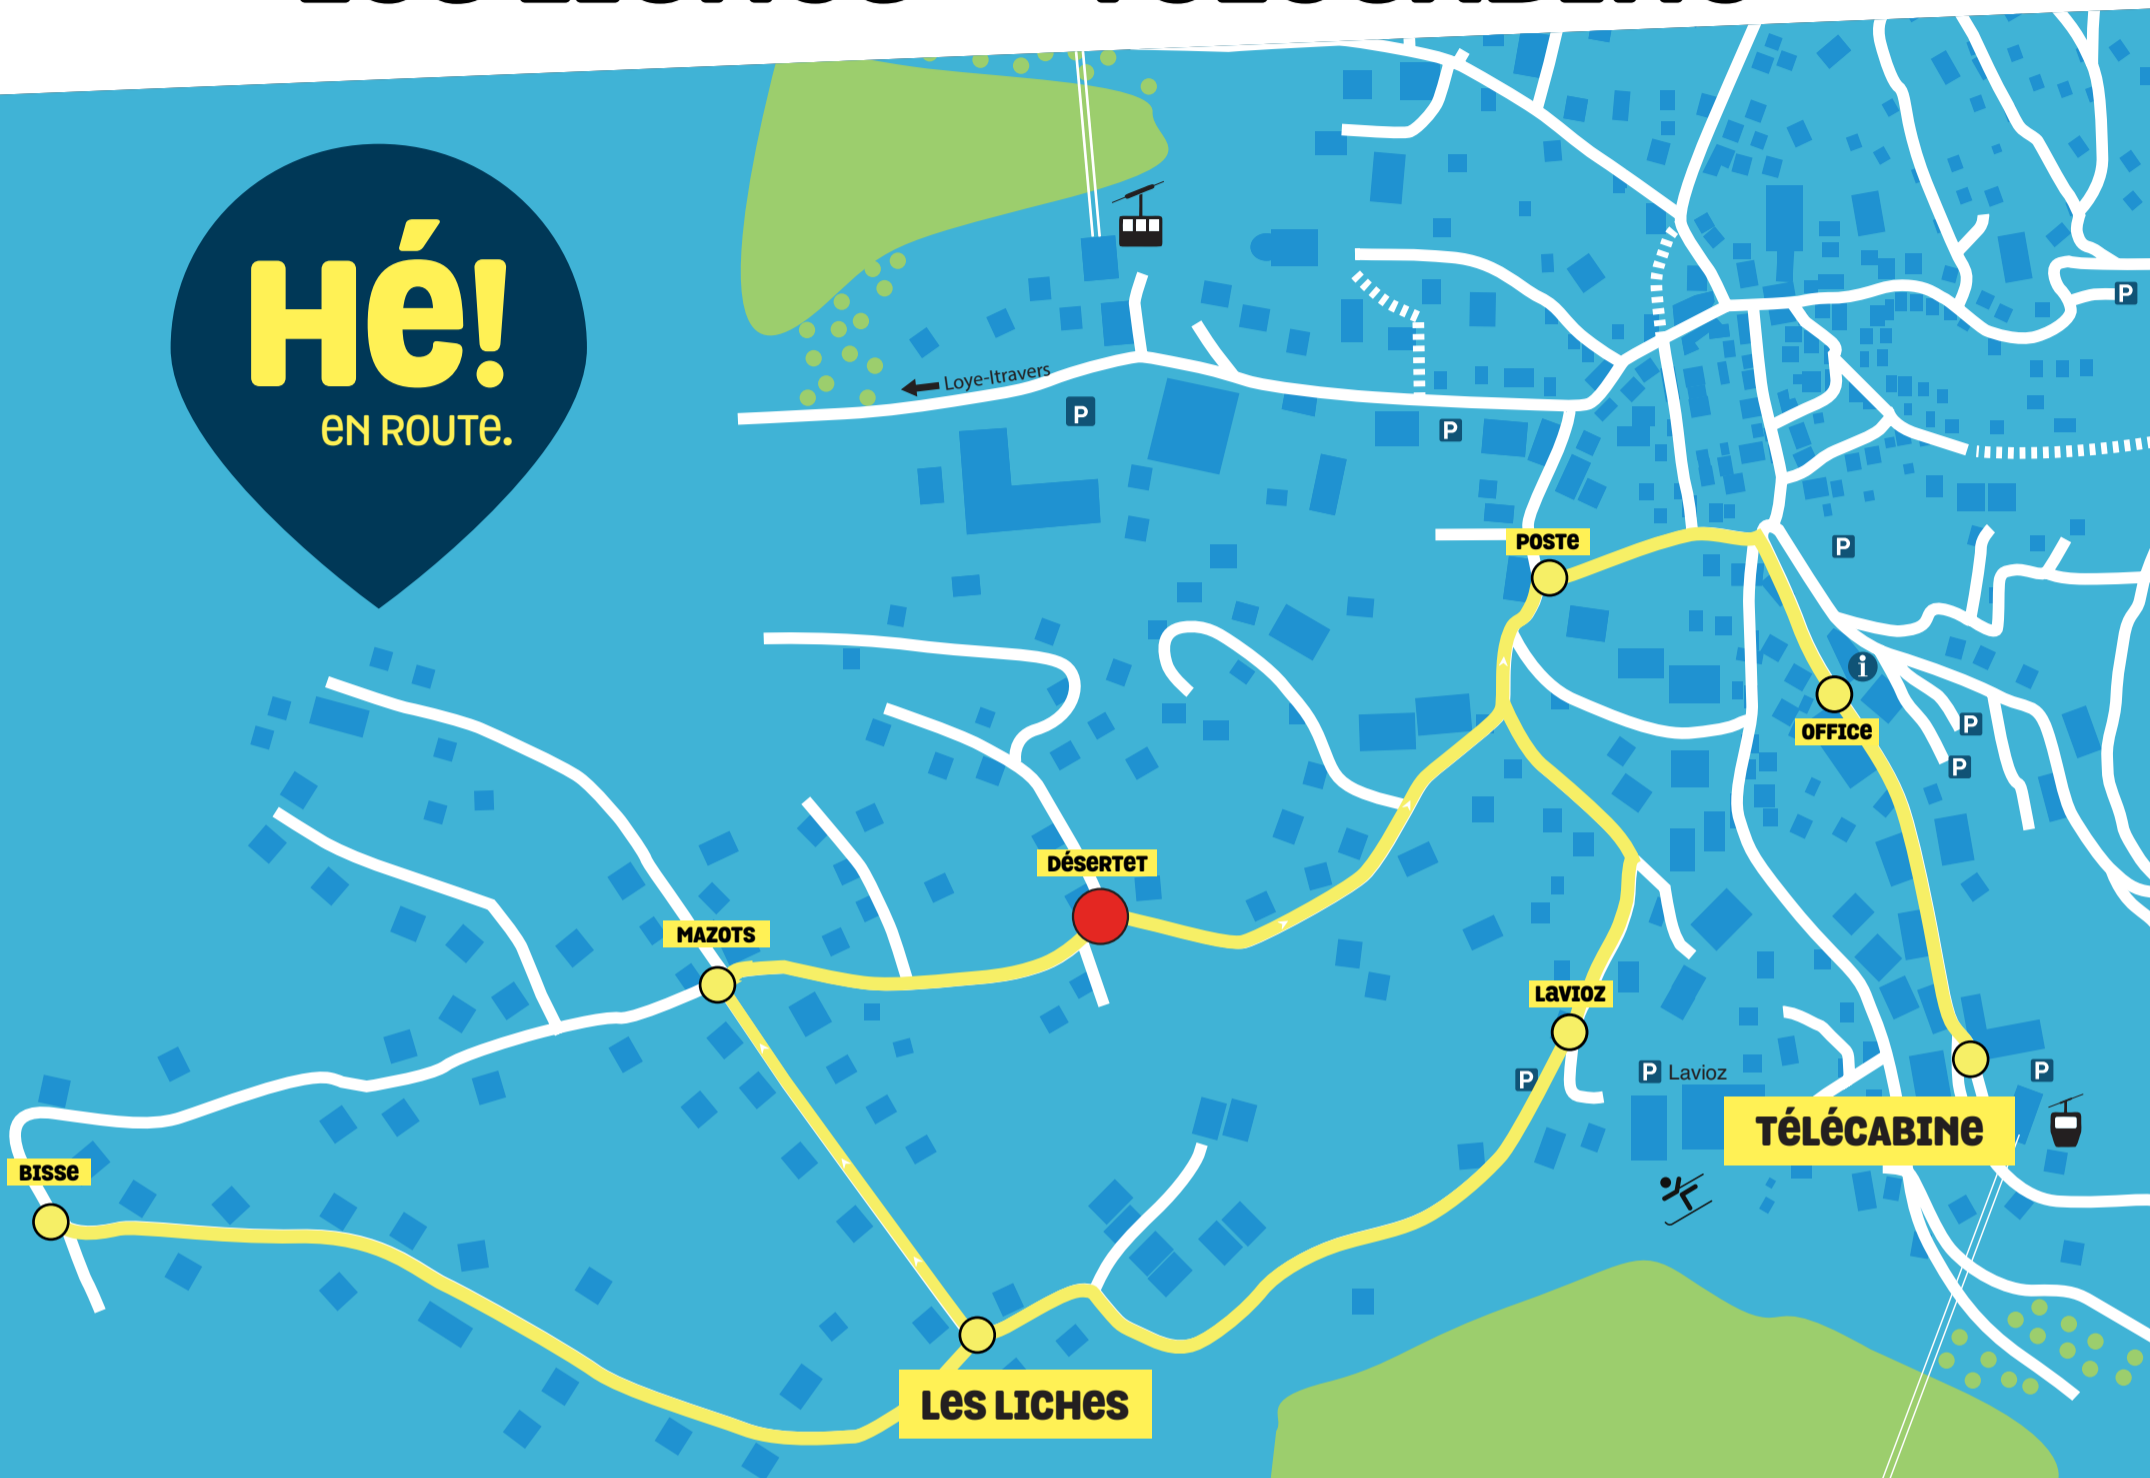 Hé!
EN ROUTE.
Loye-Itravers
P
P
P
P
POSTE
i
OFFICE
P
P
DÉSERTET
MAZOTS
LAVIOZ
P
P Lavioz
P
TÉLÉCABINE
BISSE
LES LICHES